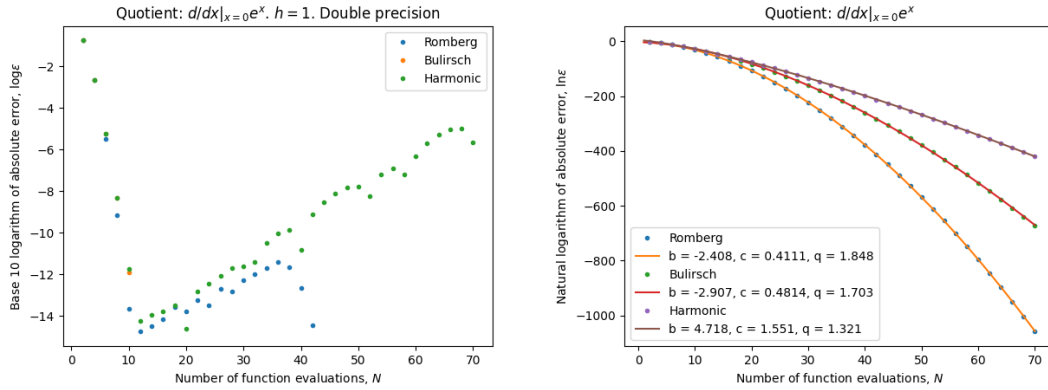 Quotient: d/dx|ₓ₌₀eˣ. h = 1. Double precision
Base 10 logarithm of absolute error, logε
−2
−4
−6
−8
−10
−12
−14
Romberg
Bulirsch
Harmonic
0 10 20 30 40 50 60 70
Number of function evaluations, N
Quotient: d/dx|ₓ₌₀eˣ
Natural logarithm of absolute error, lnε
0
−200
−400
−600
−800
−1000
Romberg
b = -2.408, c = 0.4111, q = 1.848
Bulirsch
b = -2.907, c = 0.4814, q = 1.703
Harmonic
b = 4.718, c = 1.551, q = 1.321
0 10 20 30 40 50 60 70
Number of function evaluations, N